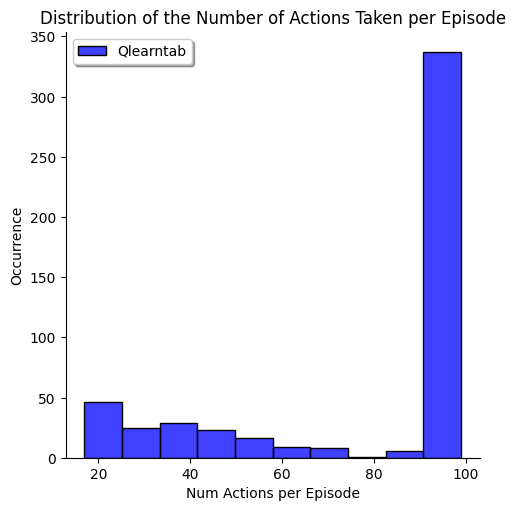 Distribution of the Number of Actions Taken per Episode
Qlearntab
350
300
250
200
150
100
50
0
Occurrence
20 40 60 80 100
Num Actions per Episode